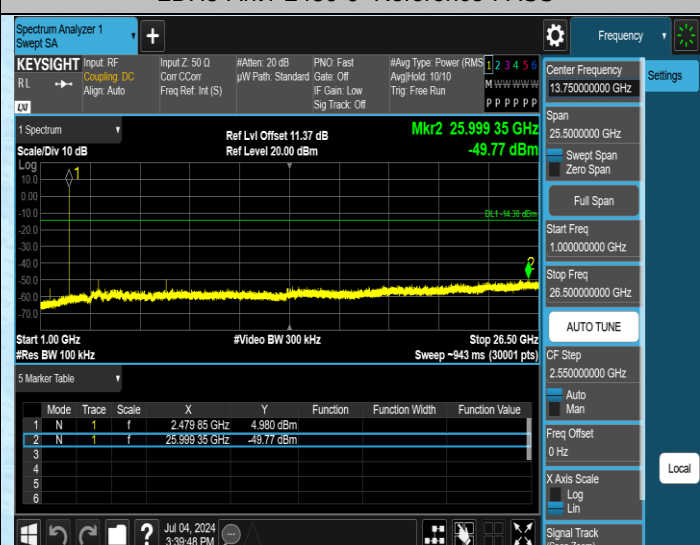 Spectrum Analyzer 1
Swept SA
Frequency
KEYSIGHT
RL
LXI
Input: RF
Coupling: DC
Align: Auto
Input Z: 50 Ω
Corr CCorr
Freq Ref: Int (S)
#Atten: 20 dB
µW Path: Standard
PNO: Fast
Gate: Off
IF Gain: Low
Sig Track: Off
#Avg Type: Power (RMS
Avg|Hold: 10/10
Trig: Free Run
1 2 3 4 5 6
M W W W W W
P P P P P P
Center Frequency
13.750000000 GHz
Settings
Span
25.5000000 GHz
Swept Span
Zero Span
Full Span
Start Freq
1.000000000 GHz
Stop Freq
26.500000000 GHz
AUTO TUNE
CF Step
2.550000000 GHz
Auto
Man
Freq Offset
0 Hz
X Axis Scale
Log
Lin
Signal Track
Local
1 Spectrum
Scale/Div 10 dB
Ref Lvl Offset 11.37 dB
Ref Level 20.00 dBm
Mkr2 25.999 35 GHz
-49.77 dBm
Log
10.0
0.00
-10.0
-20.0
-30.0
-40.0
-50.0
-60.0
-70.0
1
DL1 -14.30 dBm
2
Start 1.00 GHz
#Video BW 300 kHz
Stop 26.50 GHz
#Res BW 100 kHz
Sweep ~943 ms (30001 pts)
5 Marker Table
Mode Trace Scale X Y Function Function Width Function Value
1 N 1 f 2.479 85 GHz 4.980 dBm
2 N 1 f 25.999 35 GHz -49.77 dBm
3
4
5
6
Jul 04, 2024
3:39:48 PM